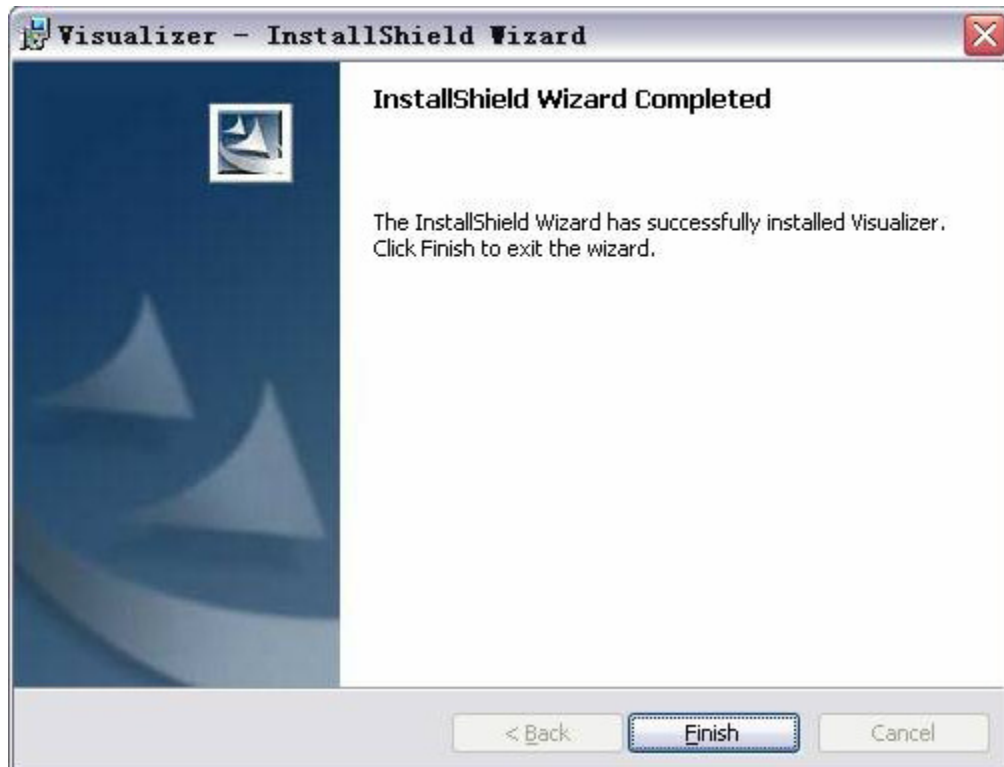 Visualizer - InstallShield Wizard
InstallShield Wizard Completed
The InstallShield Wizard has successfully installed Visualizer.
Click Finish to exit the wizard.
< Back
Finish
Cancel